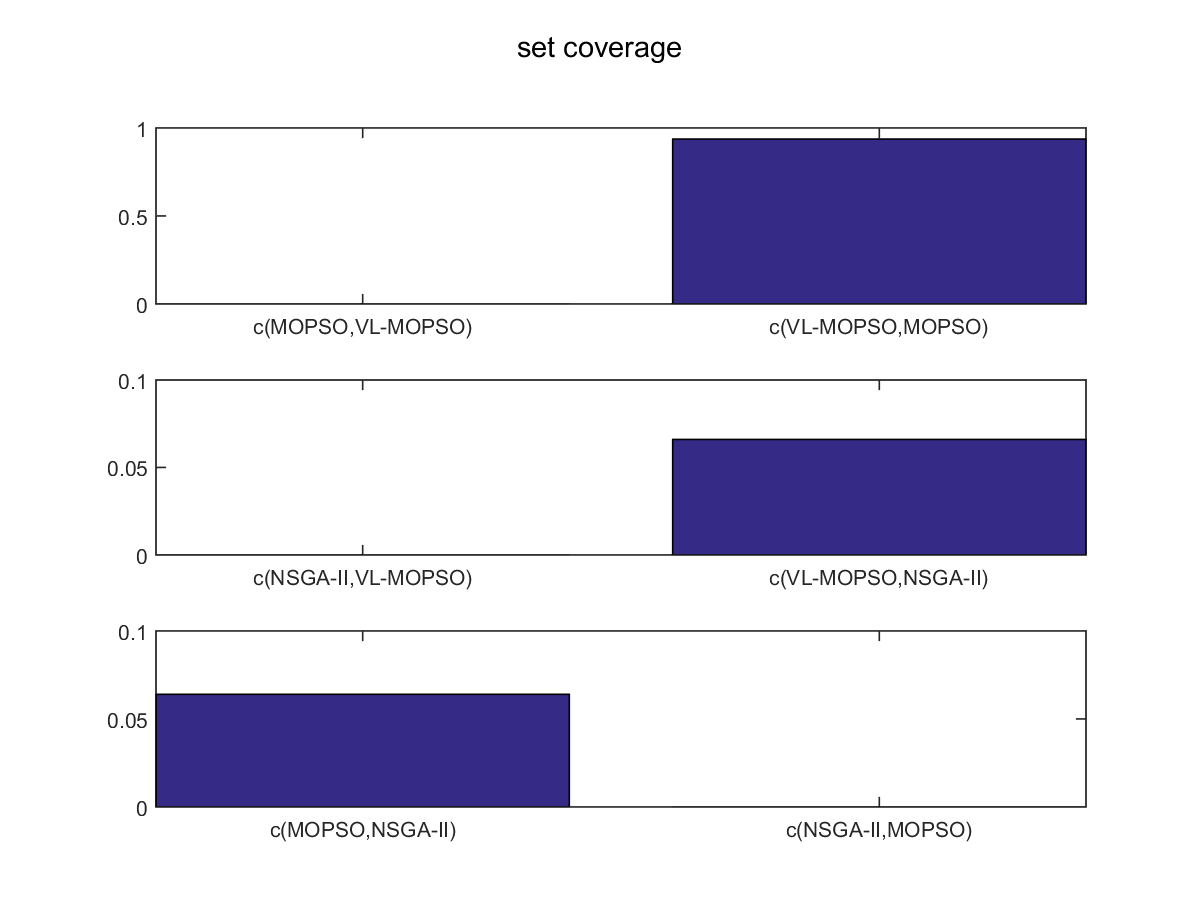 set coverage
1
0.5
0
c(MOPSO,VL-MOPSO) c(VL-MOPSO,MOPSO)
0.1
0.05
0
c(NSGA-II,VL-MOPSO) c(VL-MOPSO,NSGA-II)
0.1
0.05
0
c(MOPSO,NSGA-II) c(NSGA-II,MOPSO)